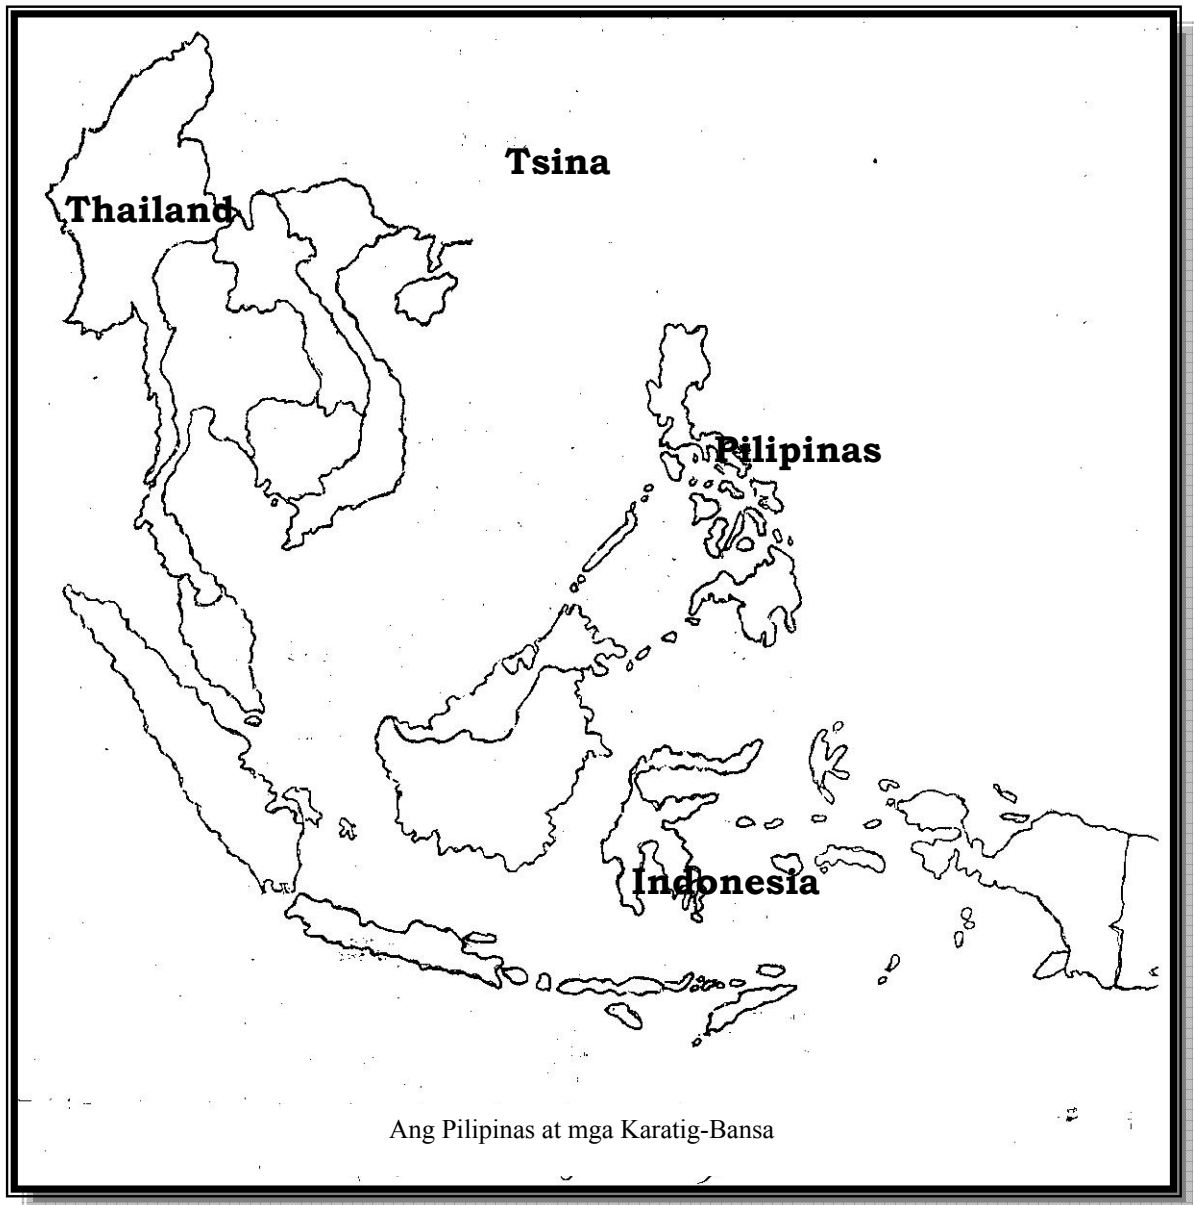 Tsina
Thailand
Pilipinas
Indonesia
Ang Pilipinas at mga Karatig-Bansa